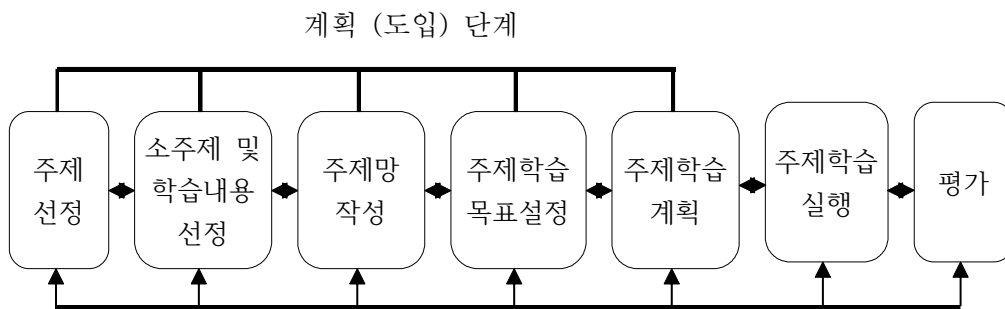 계획 (도입) 단계
주제
선정
소주제 및
학습내용
선정
주제망
작성
주제학습
목표설정
주제학습
계획
주제학습
실행
평가